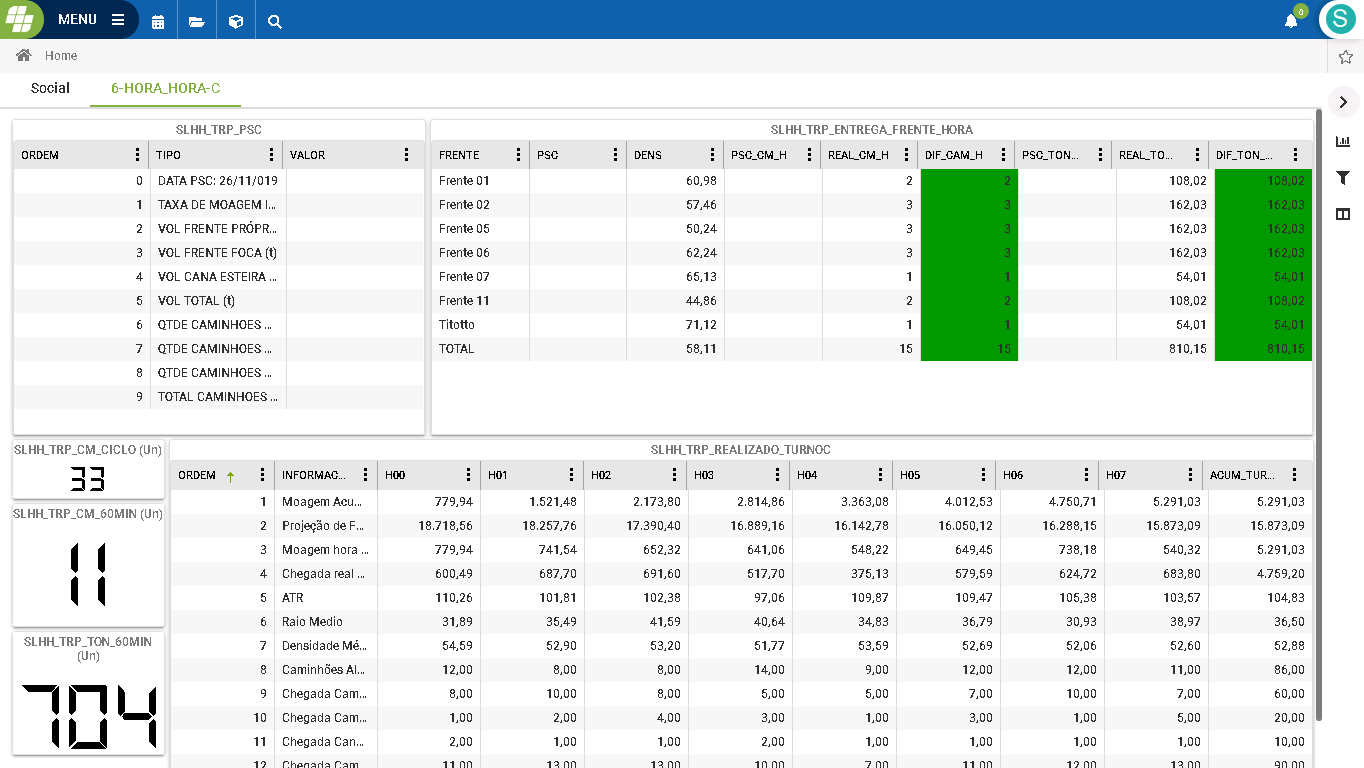 MENU
0
S
Home
Social 6-HORA_HORA-C
SLHH_TRP_PSC
ORDEM TIPO VALOR
0 DATA PSC: 26/11/019
1 TAXA DE MOAGEM I...
2 VOL FRENTE PRÓPR...
3 VOL FRENTE FOCA (t)
4 VOL CANA ESTEIRA ...
5 VOL TOTAL (t)
6 QTDE CAMINHOES ...
7 QTDE CAMINHOES ...
8 QTDE CAMINHOES ...
9 TOTAL CAMINHOES ...
SLHH_TRP_ENTREGA_FRENTE_HORA
FRENTE PSC DENS PSC_CM_H REAL_CM_H DIF_CAM_H PSC_TON... REAL_TO... DIF_TON_...
Frente 01 60,98 2 2 108,02 108,02
Frente 02 57,46 3 3 162,03 162,03
Frente 05 50,24 3 3 162,03 162,03
Frente 06 62,24 3 3 162,03 162,03
Frente 07 65,13 1 1 54,01 54,01
Frente 11 44,86 2 2 108,02 108,02
Titotto 71,12 1 1 54,01 54,01
TOTAL 58,11 15 15 810,15 810,15
SLHH_TRP_CM_CICLO (Un)
33
SLHH_TRP_CM_60MIN (Un)
11
SLHH_TRP_TON_60MIN
(Un)
704
SLHH_TRP_REALIZADO_TURNOC
ORDEM INFORMAC... H00 H01 H02 H03 H04 H05 H06 H07 ACUM_TUR...
1 Moagem Acu... 779,94 1.521,48 2.173,80 2.814,86 3.363,08 4.012,53 4.750,71 5.291,03 5.291,03
2 Projeção de F... 18.718,56 18.257,76 17.390,40 16.889,16 16.142,78 16.050,12 16.288,15 15.873,09 15.873,09
3 Moagem hora ... 779,94 741,54 652,32 641,06 548,22 649,45 738,18 540,32 5.291,03
4 Chegada real ... 600,49 687,70 691,60 517,70 375,13 579,59 624,72 683,80 4.759,20
5 ATR 110,26 101,81 102,38 97,06 109,87 109,47 105,38 103,57 104,83
6 Raio Medio 31,89 35,49 41,59 40,64 34,83 36,79 30,93 38,97 36,50
7 Densidade Mé... 54,59 52,90 53,20 51,77 53,59 52,69 52,06 52,60 52,88
8 Caminhões Al... 12,00 8,00 8,00 14,00 9,00 12,00 12,00 11,00 86,00
9 Chegada Cam... 8,00 10,00 8,00 5,00 5,00 7,00 10,00 7,00 60,00
10 Chegada Cam... 1,00 2,00 4,00 3,00 1,00 3,00 1,00 5,00 20,00
11 Chegada Can... 2,00 1,00 1,00 2,00 1,00 1,00 1,00 1,00 10,00
12 Chegada Cam... 11,00 13,00 13,00 10,00 7,00 11,00 12,00 13,00 90,00